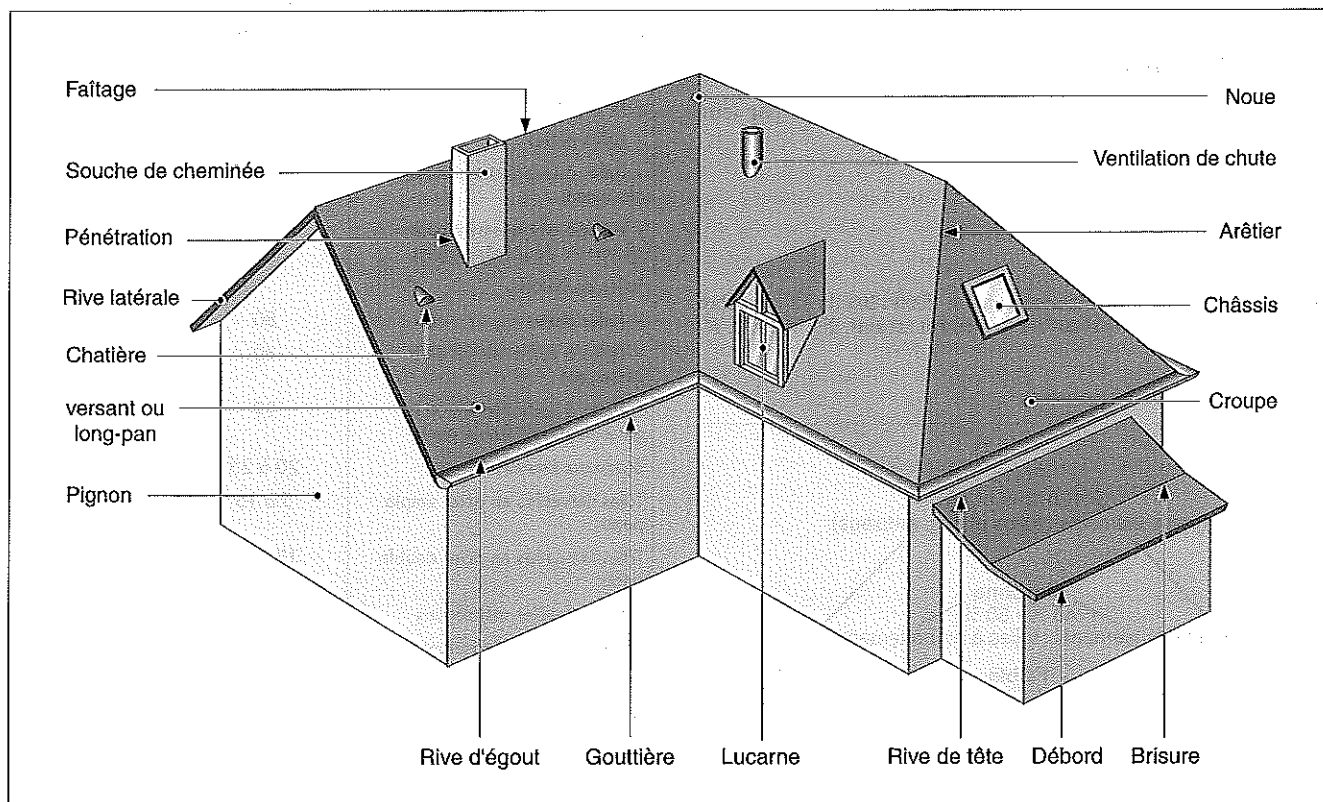 Faîtage
Souche de cheminée
Pénétration
Rive latérale
Chatière
versant ou
long-pan
Pignon
Noue
Ventilation de chute
Arêtier
Châssis
Croupe
Rive d'égout
Gouttière
Lucarne
Rive de tête
Débord
Brisure